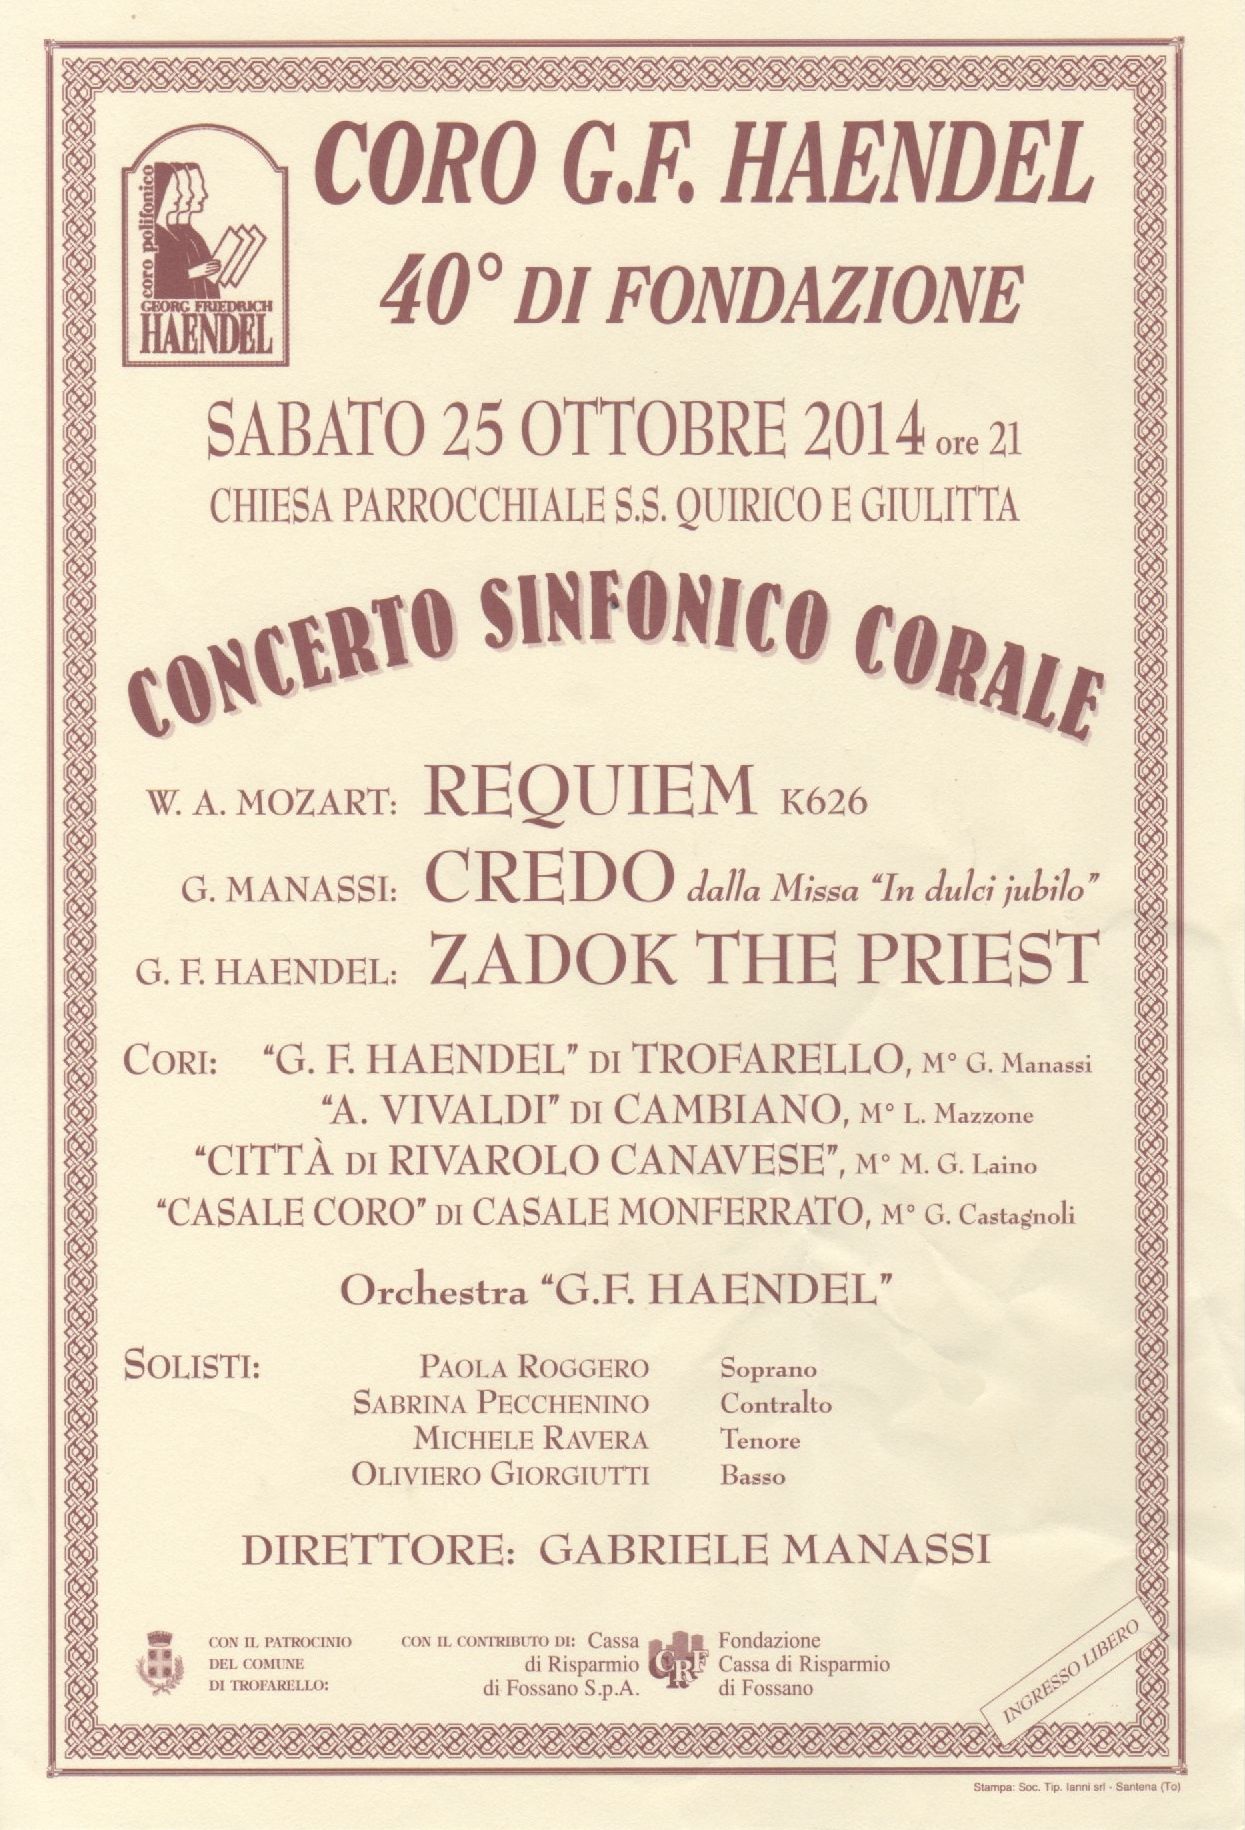 coro polifonico
GEORG FRIEDRICH
HAENDEL
CORO G.F. HAENDEL
40° DI FONDAZIONE
SABATO 25 OTTOBRE 2014 ore 21
CHIESA PARROCCHIALE S.S. QUIRICO E GIULITTA
CONCERTO SINFONICO CORALE
W. A. MOZART: REQUIEM K626
G. MANASSI: CREDO dalla Missa “In dulci jubilo”
G. F. HAENDEL: ZADOK THE PRIEST
CORI: “G. F. HAENDEL” DI TROFARELLO, M° G. Manassi
“A. VIVALDI” DI CAMBIANO, M° L. Mazzone
“CITTÀ DI RIVAROLO CANAVESE”, M° M. G. Laino
“CASALE CORO” DI CASALE MONFERRATO, M° G. Castagnoli
Orchestra “G.F. HAENDEL”
SOLISTI: PAOLA ROGGERO Soprano
SABRINA PECCHENINO Contralto
MICHELE RAVERA Tenore
OLIVIERO GIORGIUTTI Basso
DIRETTORE: GABRIELE MANASSI
CON IL PATROCINIO
DEL COMUNE
DI TROFARELLO:
CON IL CONTRIBUTO DI: Cassa
di Risparmio
di Fossano S.p.A.
CRF
Fondazione
Cassa di Risparmio
di Fossano
INGRESSO LIBERO
Stampa: Soc. Tip. Ianni srl - Santena (To)